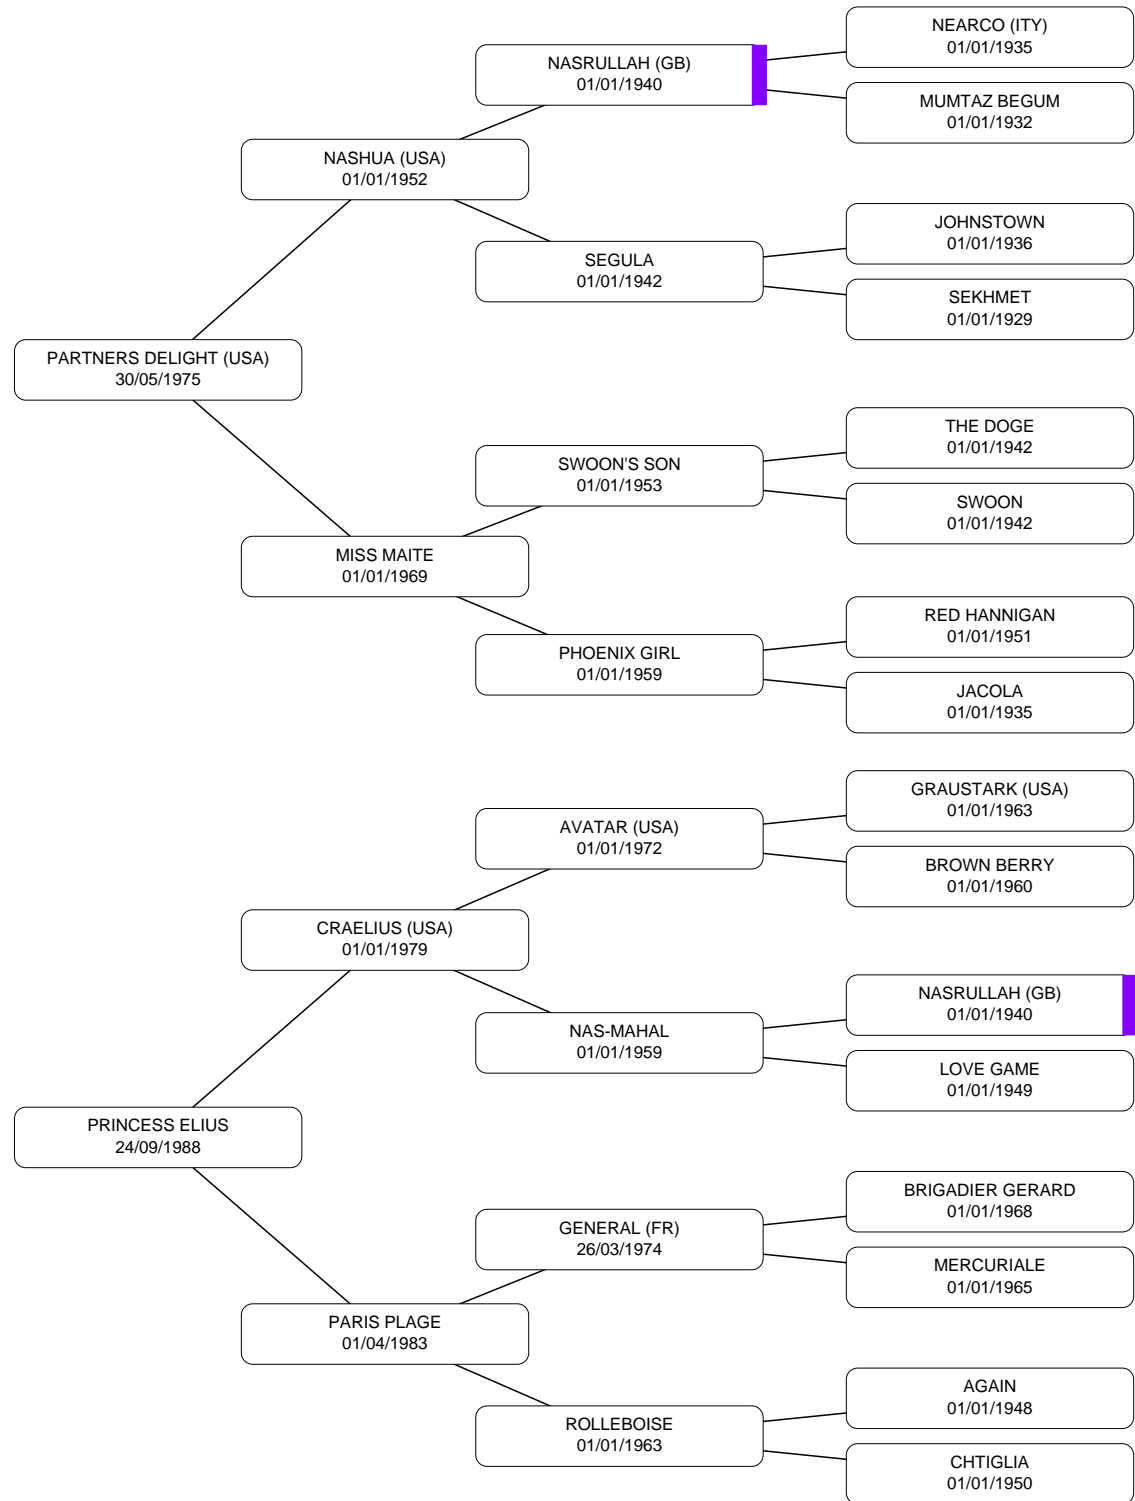 NEARCO (ITY)
01/01/1935
NASRULLAH (GB)
01/01/1940
MUMTAZ BEGUM
01/01/1932
NASHUA (USA)
01/01/1952
JOHNSTOWN
01/01/1936
SEGULA
01/01/1942
SEKHMET
01/01/1929
PARTNERS DELIGHT (USA)
30/05/1975
THE DOGE
01/01/1942
SWOON'S SON
01/01/1953
SWOON
01/01/1942
MISS MAITE
01/01/1969
RED HANNIGAN
01/01/1951
PHOENIX GIRL
01/01/1959
JACOLA
01/01/1935
GRAUSTARK (USA)
01/01/1963
AVATAR (USA)
01/01/1972
BROWN BERRY
01/01/1960
CRAELIUS (USA)
01/01/1979
NASRULLAH (GB)
01/01/1940
NAS-MAHAL
01/01/1959
LOVE GAME
01/01/1949
PRINCESS ELIUS
24/09/1988
BRIGADIER GERARD
01/01/1968
GENERAL (FR)
26/03/1974
MERCURIALE
01/01/1965
PARIS PLAGE
01/04/1983
AGAIN
01/01/1948
ROLLEBOISE
01/01/1963
CHTIGLIA
01/01/1950